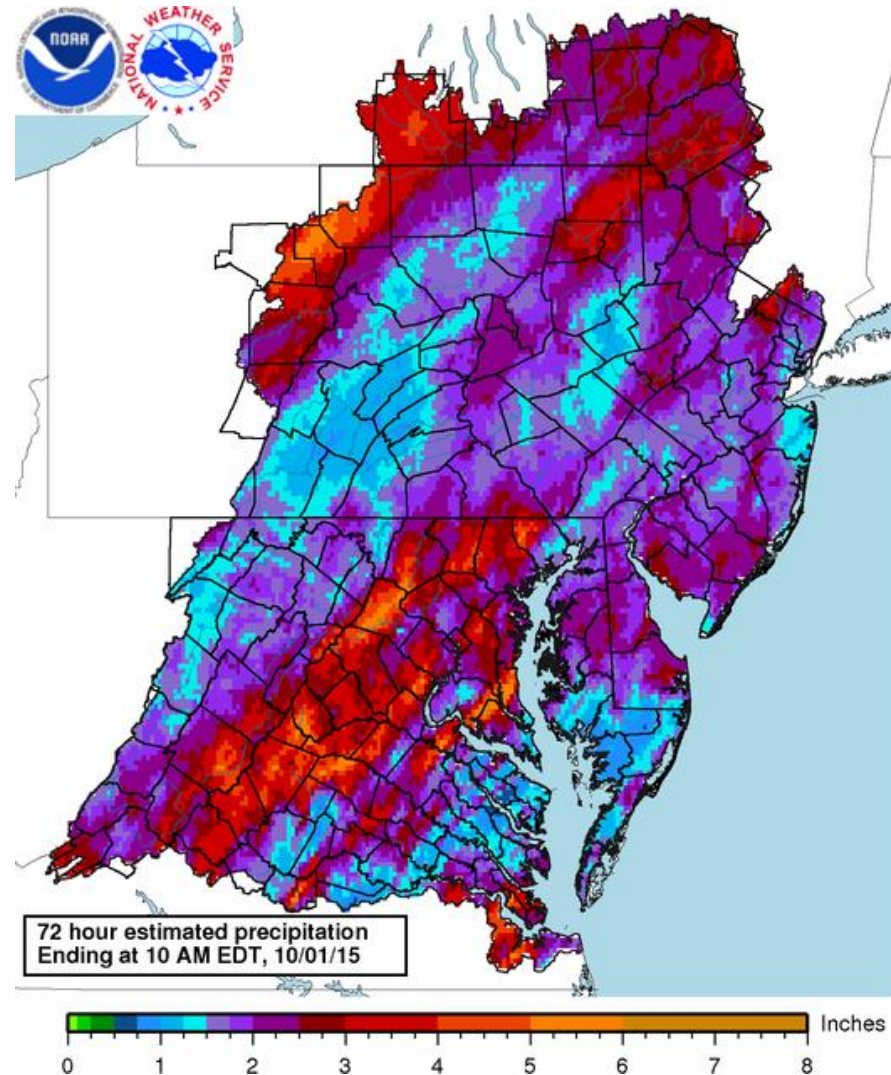 NOAA
NATIONAL WEATHER SERVICE
72 hour estimated precipitation
Ending at 10 AM EDT, 10/01/15
0 1 2 3 4 5 6 7 8 Inches